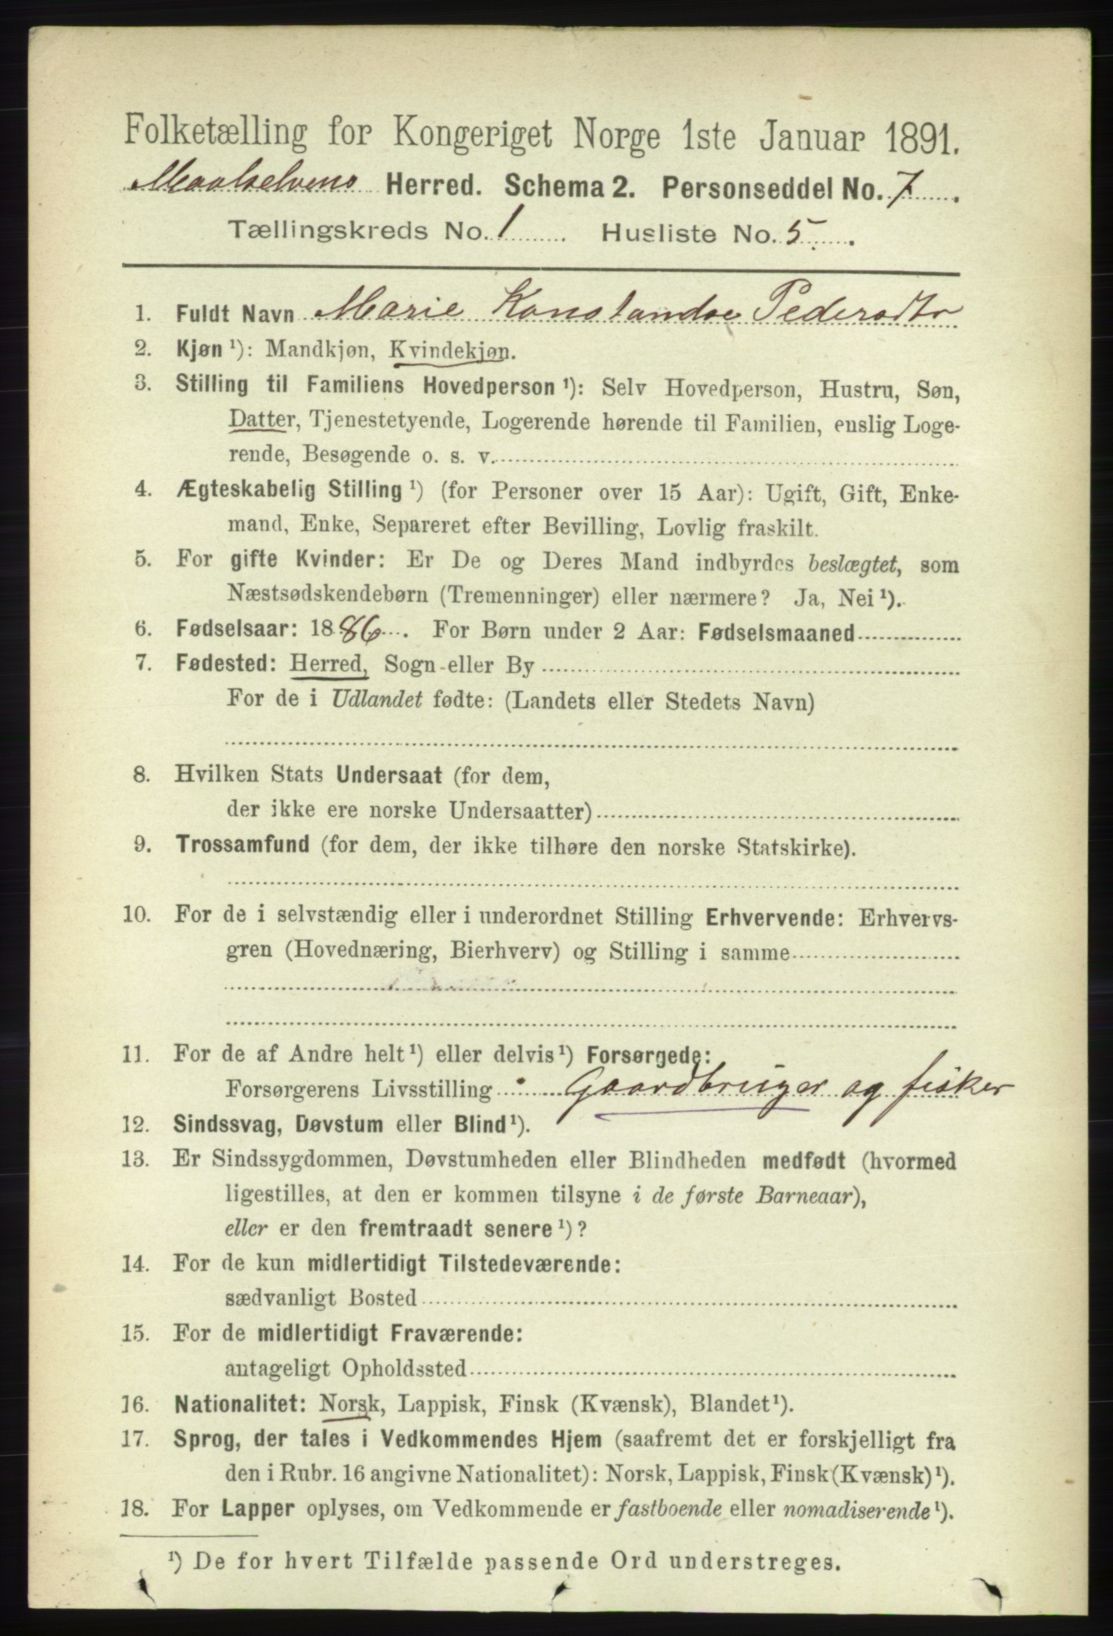 Folketælling for Kongeriget Norge 1ste Januar 1891.
Maalselvens Herred. Schema 2. Personseddel No. 7.
Tællingskreds No. 1 Husliste No. 5.
1. Fuldt Navn Marie Konstandse Pedersdtr
2. Kjøn ¹): Mandkjøn, Kvindekjøn.
3. Stilling til Familiens Hovedperson ¹): Selv Hovedperson, Hustru, Søn,
Datter, Tjenestetyende, Logerende hørende til Familien, enslig Loge-
rende, Besøgende o. s. v.
4. Ægteskabelig Stilling ¹) (for Personer over 15 Aar): Ugift, Gift, Enke-
mand, Enke, Separeret efter Bevilling, Lovlig fraskilt.
5. For gifte Kvinder: Er De og Deres Mand indbyrdes beslægtet, som
Næstsødskendebørn (Tremenninger) eller nærmere? Ja, Nei ¹).
6. Fødselsaar: 1886. For Børn under 2 Aar: Fødselsmaaned
7. Fødested: Herred, Sogn eller By
For de i Udlandet fødte: (Landets eller Stedets Navn)
8. Hvilken Stats Undersaat (for dem,
der ikke ere norske Undersaatter)
9. Trossamfund (for dem, der ikke tilhøre den norske Statskirke).
10. For de i selvstændig eller i underordnet Stilling Erhvervende: Erhvervs-
gren (Hovednæring, Bierhverv) og Stilling i samme
11. For de af Andre helt ¹) eller delvis ¹) Forsørgede:
Forsørgerens Livsstilling Gaardbruger og fisker
12. Sindssvag, Døvstum eller Blind ¹).
13. Er Sindssygdommen, Døvstumheden eller Blindheden medfødt (hvormed
ligestilles, at den er kommen tilsyne i de første Barneaar),
eller er den fremtraadt senere ¹)?
14. For de kun midlertidigt Tilstedeværende:
sædvanligt Bosted
15. For de midlertidigt Fraværende:
antageligt Opholdssted
16. Nationalitet: Norsk, Lappisk, Finsk (Kvænsk), Blandet ¹).
17. Sprog, der tales i Vedkommendes Hjem (saafremt det er forskjelligt fra
den i Rubr. 16 angivne Nationalitet): Norsk, Lappisk, Finsk (Kvænsk) ¹).
18. For Lapper oplyses, om Vedkommende er fastboende eller nomadiserende ¹).
¹) De for hvert Tilfælde passende Ord understreges.